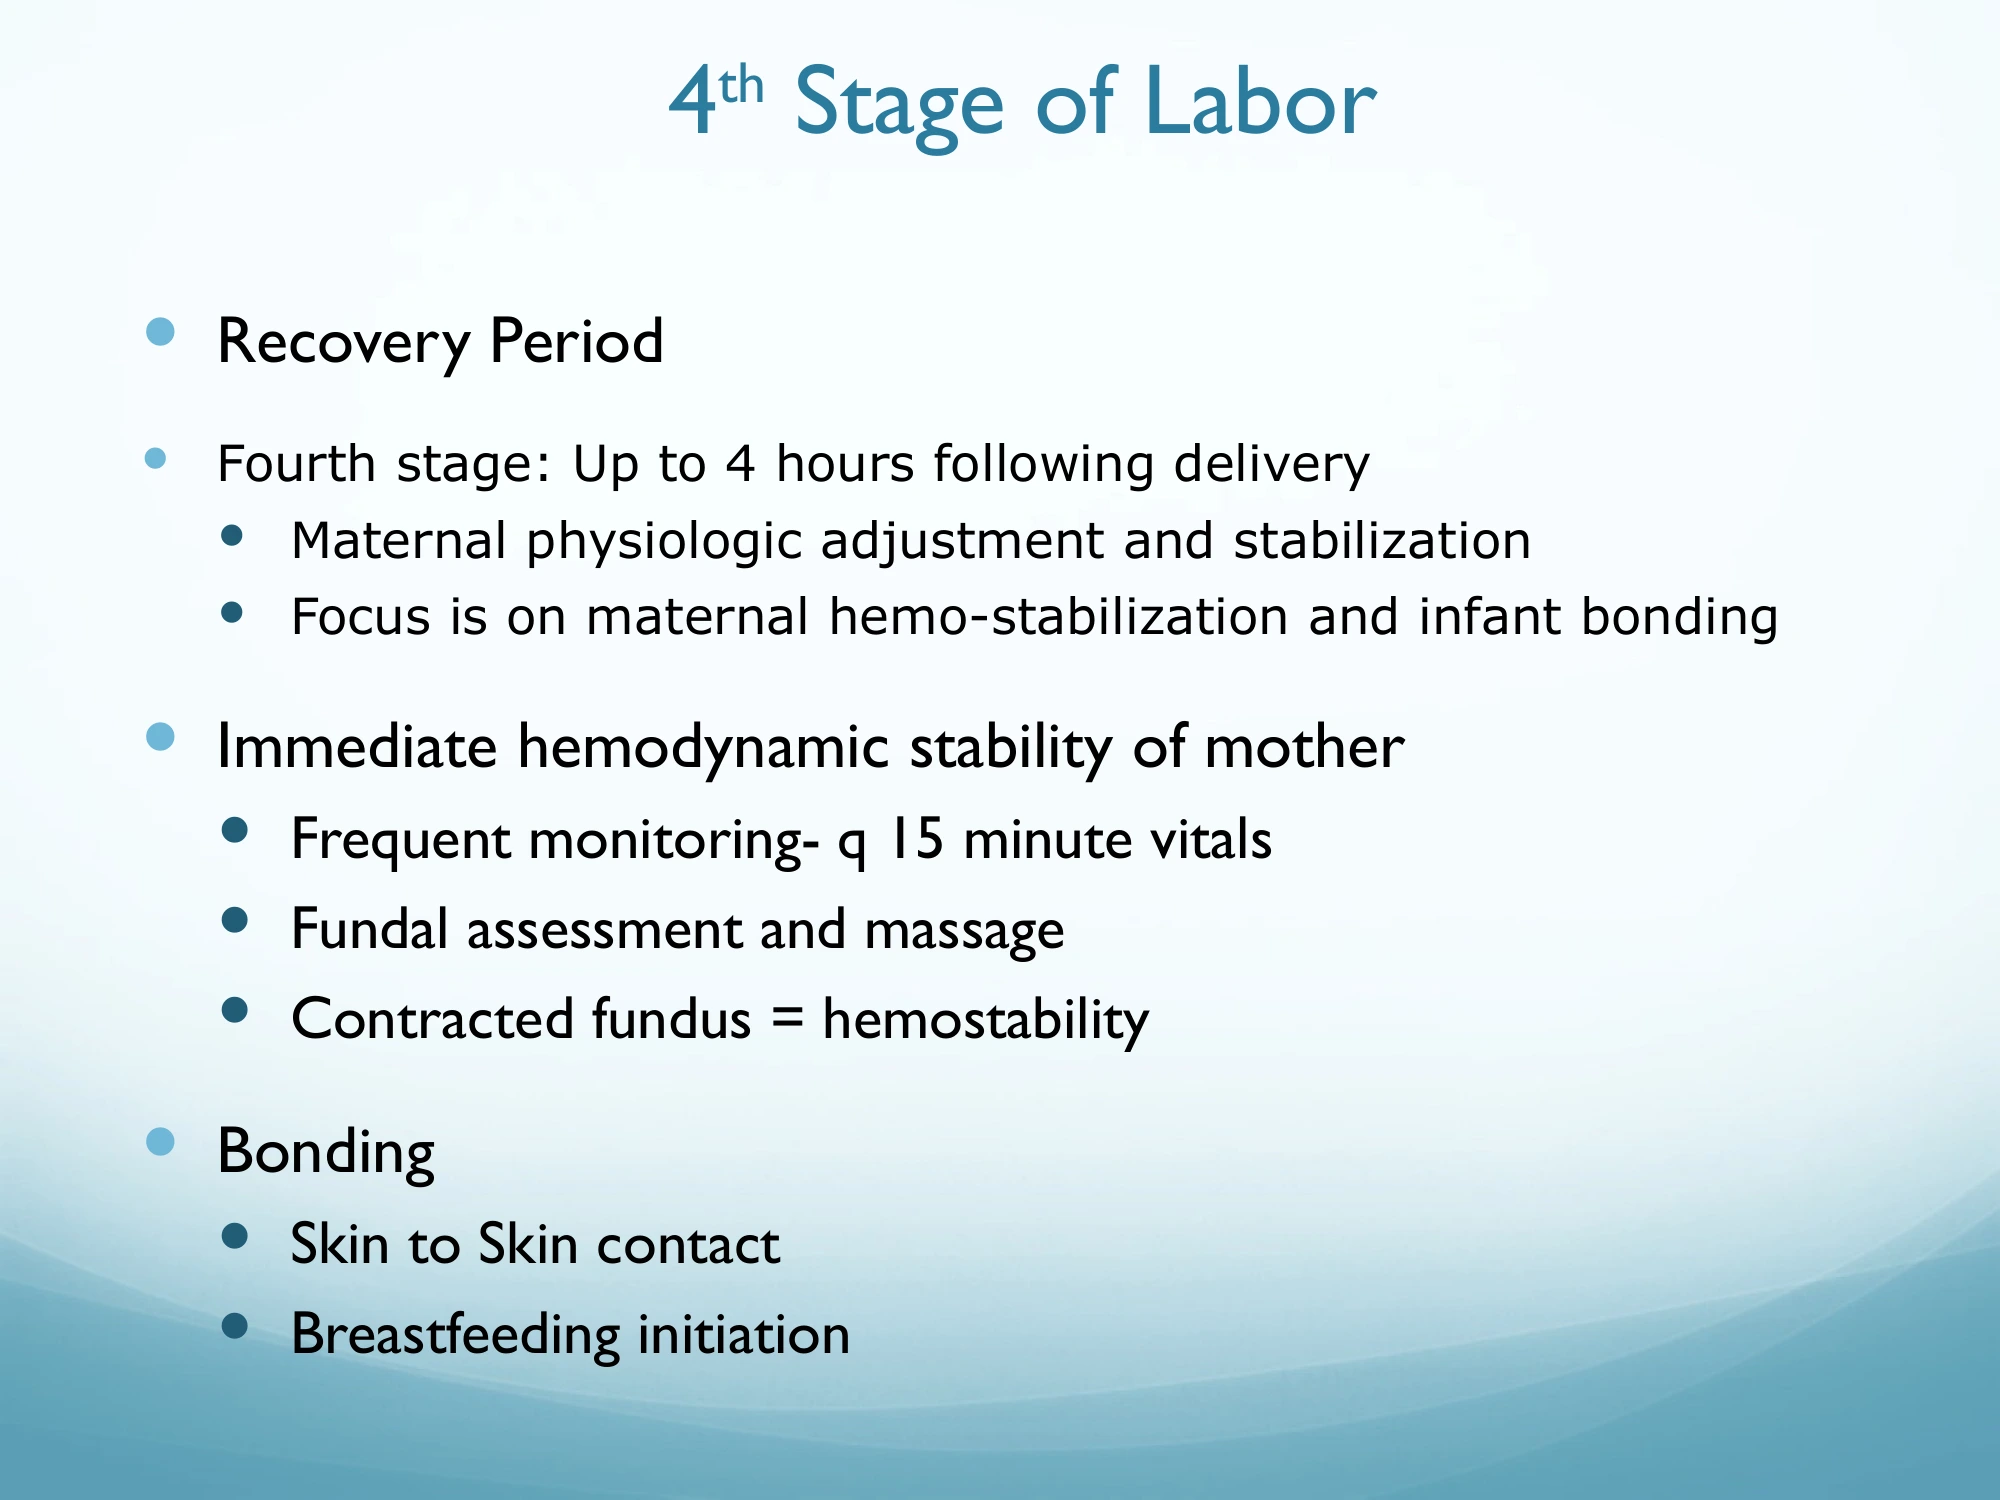 4th Stage of Labor
• Recovery Period
• Fourth stage: Up to 4 hours following delivery
• Maternal physiologic adjustment and stabilization
• Focus is on maternal hemo-stabilization and infant bonding
• Immediate hemodynamic stability of mother
• Frequent monitoring- q 15 minute vitals
• Fundal assessment and massage
• Contracted fundus = hemostability
• Bonding
• Skin to Skin contact
• Breastfeeding initiation